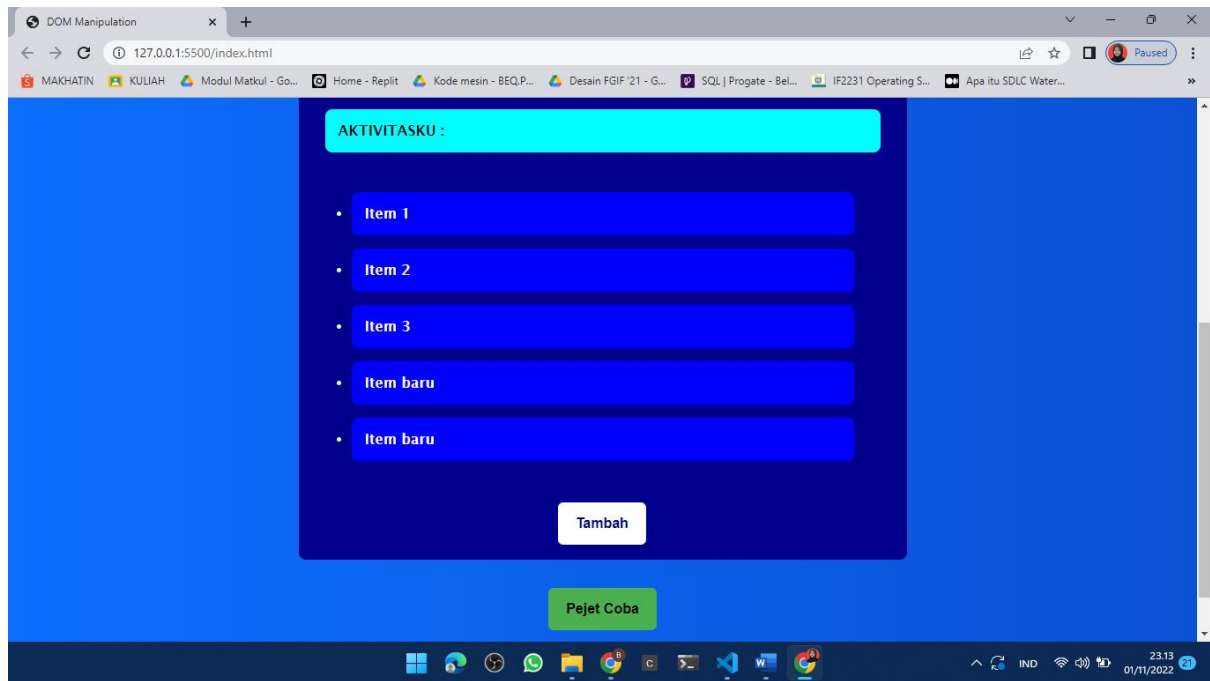 DOM Manipulation
127.0.0.1:5500/index.html
Paused
MAKHATIN KULIAH Modul Matkul - Go... Home - Replit Kode mesin - BEQ.P... Desain FGIF '21 - G... SQL | Progate - Bel... IF2231 Operating S... Apa itu SDLC Water... »
AKTIVITASKU :
• Item 1
• Item 2
• Item 3
• Item baru
• Item baru
Tambah
Pejet Coba
IND
23.13
01/11/2022
21